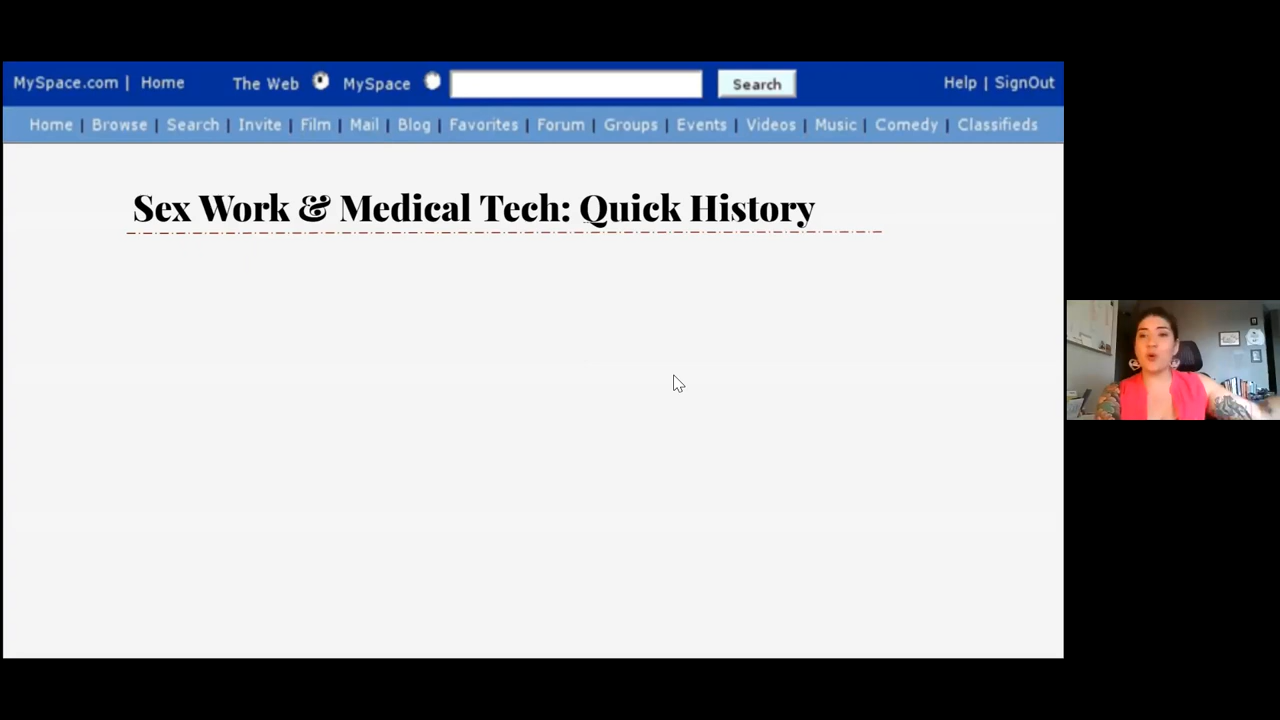 MySpace.com | Home The Web MySpace Search Help | SignOut
Home | Browse | Search | Invite | Film | Mail | Blog | Favorites | Forum | Groups | Events | Videos | Music | Comedy | Classifieds
Sex Work & Medical Tech: Quick History